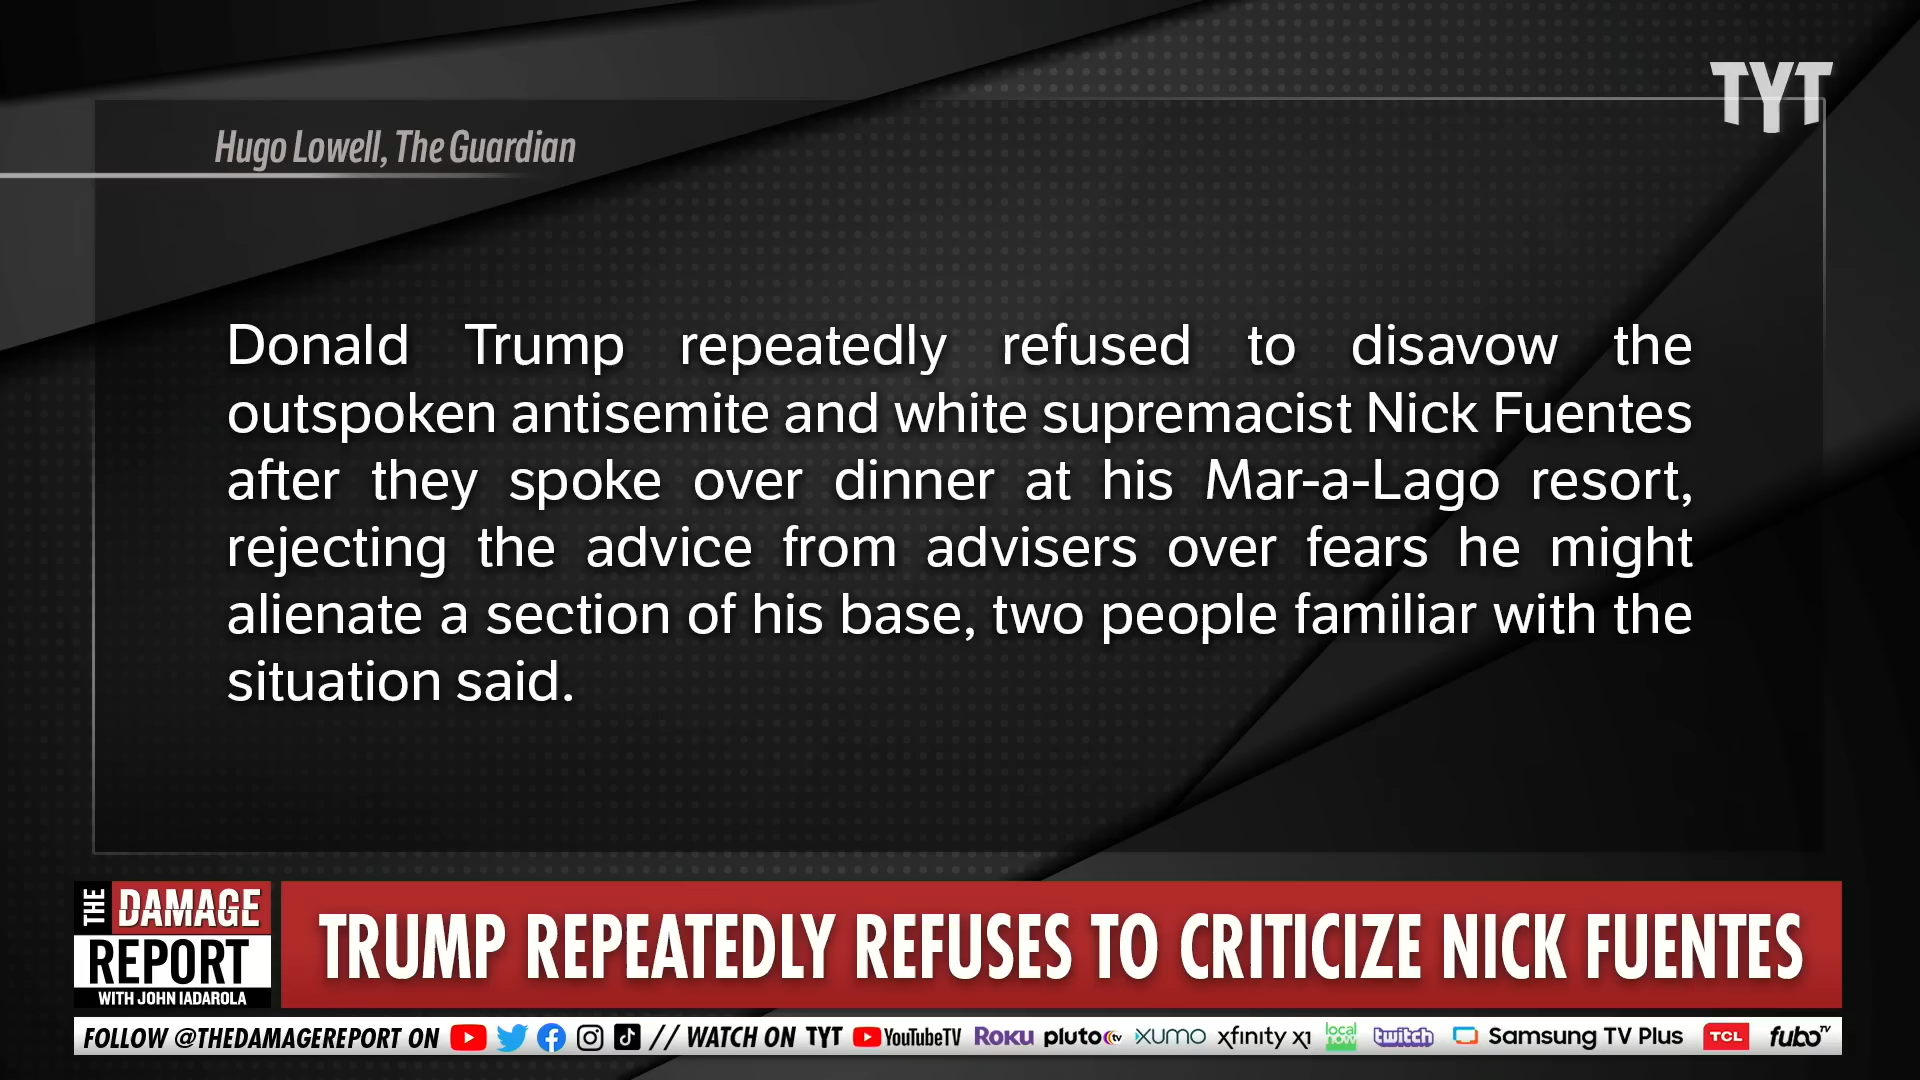 TYT
Hugo Lowell, The Guardian
Donald Trump repeatedly refused to disavow the
outspoken antisemite and white supremacist Nick Fuentes
after they spoke over dinner at his Mar-a-Lago resort,
rejecting the advice from advisers over fears he might
alienate a section of his base, two people familiar with the
situation said.
THE DAMAGE
REPORT
WITH JOHN IADAROLA
TRUMP REPEATEDLY REFUSES TO CRITICIZE NICK FUENTES
FOLLOW @THEDAMAGEREPORT ON // WATCH ON TYT YouTubeTV ROKU pluto tv XUMO xfinity x1 local now twitch Samsung TV Plus TCL fubo TV